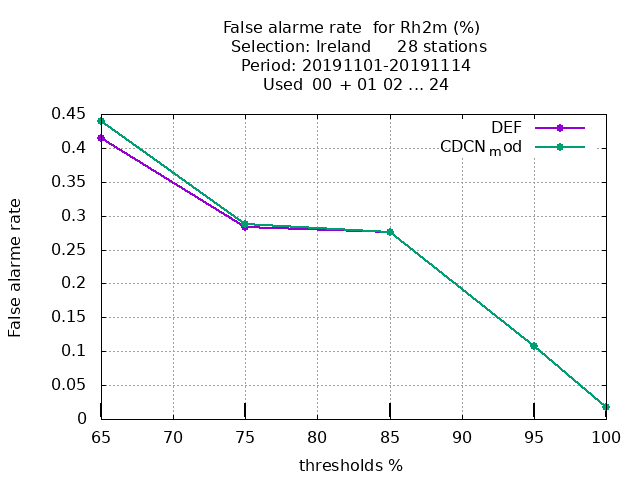 False alarme rate  for Rh2m (%)
Selection: Ireland     28 stations
Period: 20191101-20191114
Used  00  + 01 02 ... 24
0.45
DEF
CDCNmod
0.4
0.35
0.3
0.25
0.2
0.15
0.1
0.05
0
False alarme rate
65 70 75 80 85 90 95 100
thresholds %